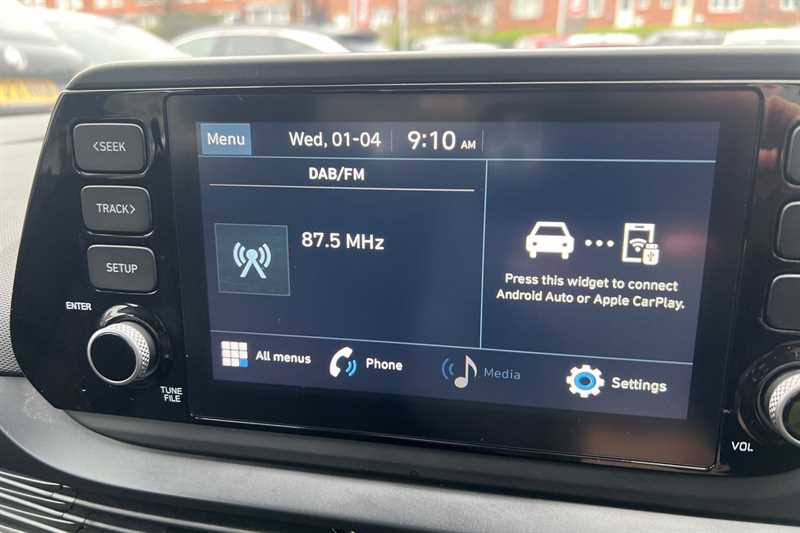 Menu
Wed, 01-04
9:10 AM
DAB/FM
87.5 MHz
Press this widget to connect
Android Auto or Apple CarPlay.
All menus
Phone
Media
Settings
<SEEK
TRACK>
SETUP
ENTER
TUNE
FILE
VOL